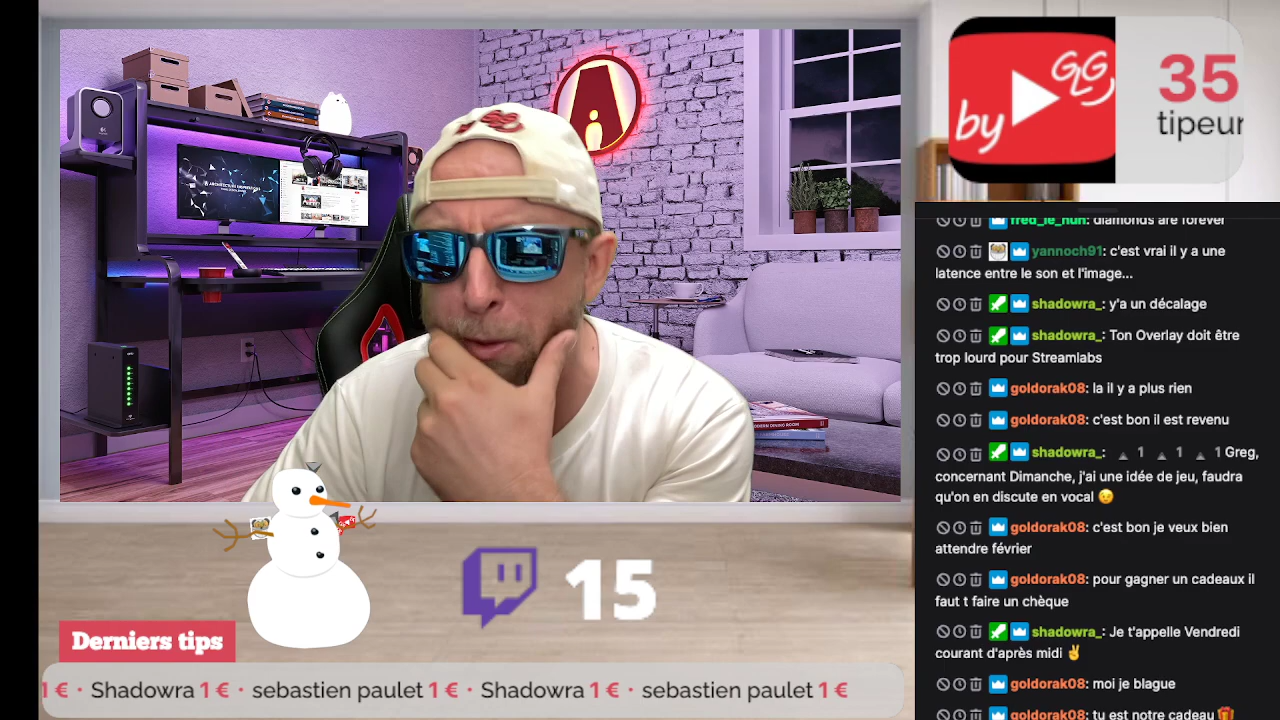 by
GLG
35
tipeur
fred_le_nun: diamonds are forever
yannoch91: c'est vrai il y a une
latence entre le son et l'image...
shadowra_: y'a un décalage
shadowra_: Ton Overlay doit être
trop lourd pour Streamlabs
goldorak08: la il y a plus rien
goldorak08: c'est bon il est revenu
shadowra_: 1 1 1 Greg,
concernant Dimanche, j'ai une idée de jeu, faudra
qu'on en discute en vocal 😉
goldorak08: c'est bon je veux bien
attendre février
goldorak08: pour gagner un cadeaux il
faut t faire un chèque
shadowra_: Je t'appelle Vendredi
courant d'après midi ✌️
goldorak08: moi je blague
goldorak08: tu est notre cadeau 🎁
15
Derniers tips
1 € · Shadowra 1 € · sebastien paulet 1 € · Shadowra 1 € · sebastien paulet 1 €